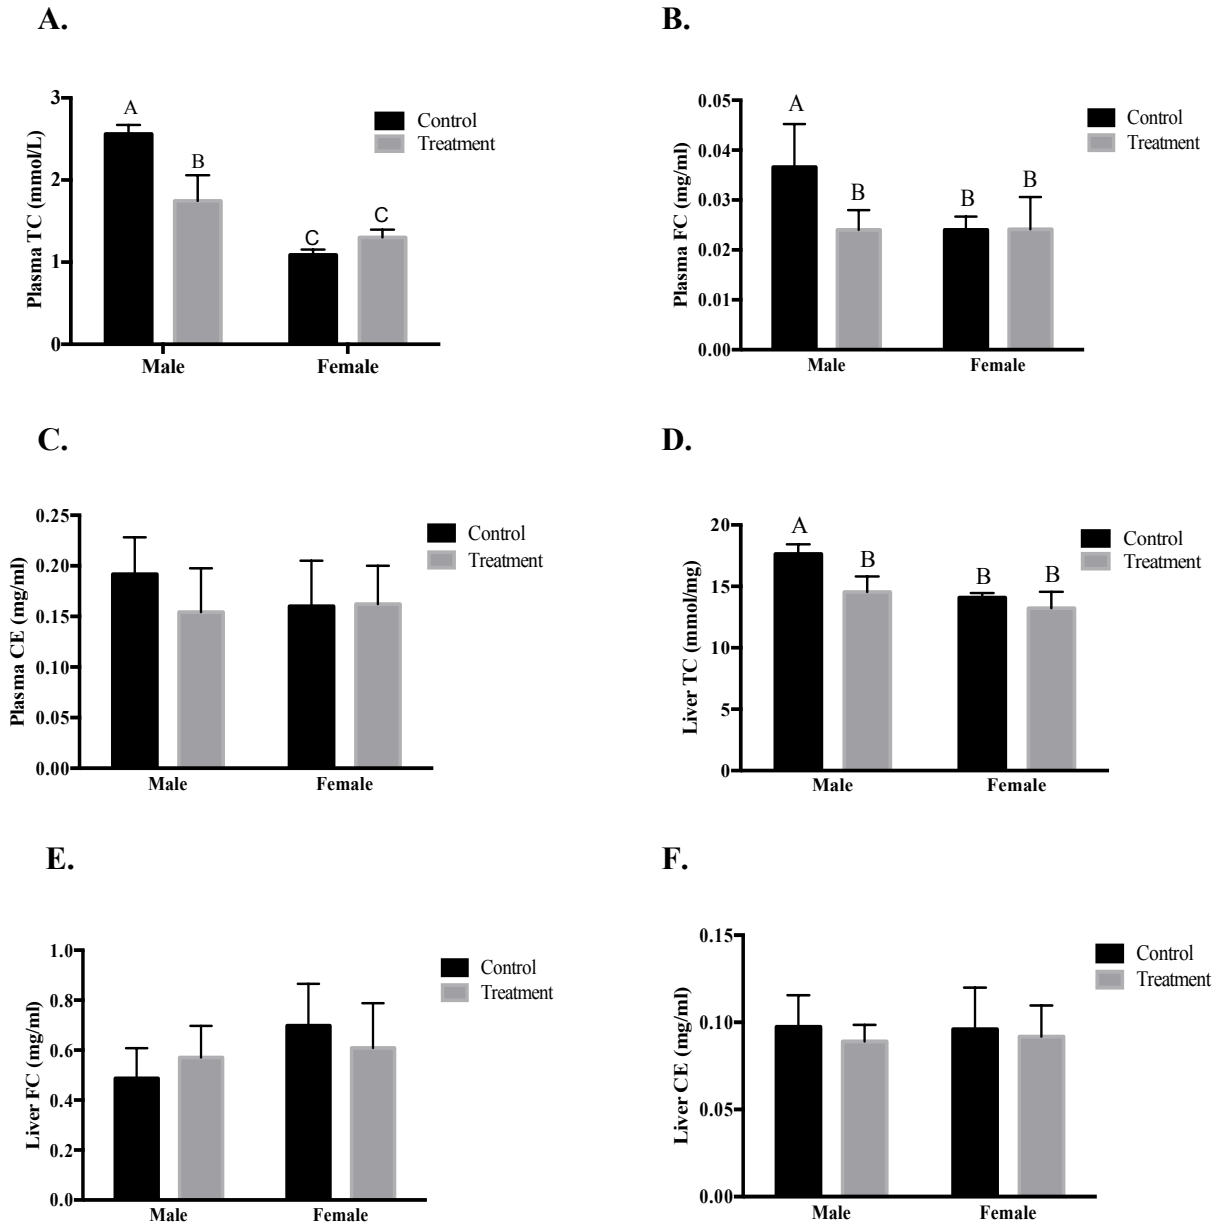 A.
Plasma TC (mmol/L)
3
2
1
0
A
B
C
C
Male
Female
Control
Treatment
B.
Plasma FC (mg/ml)
0.05
0.04
0.03
0.02
0.01
0.00
A
B
B
B
Male
Female
Control
Treatment
C.
Plasma CE (mg/ml)
0.25
0.20
0.15
0.10
0.05
0.00
Male
Female
Control
Treatment
D.
Liver TC (mmol/mg)
20
15
10
5
0
A
B
B
B
Male
Female
Control
Treatment
E.
Liver FC (mg/ml)
1.0
0.8
0.6
0.4
0.2
0.0
Male
Female
Control
Treatment
F.
Liver CE (mg/ml)
0.15
0.10
0.05
0.00
Male
Female
Control
Treatment